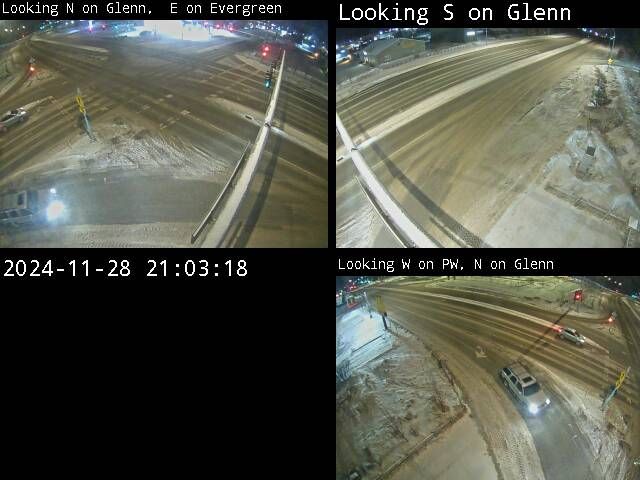 Looking N on Glenn,  E on Evergreen
Looking S on Glenn
2024-11-28 21:03:18
Looking W on PW, N on Glenn